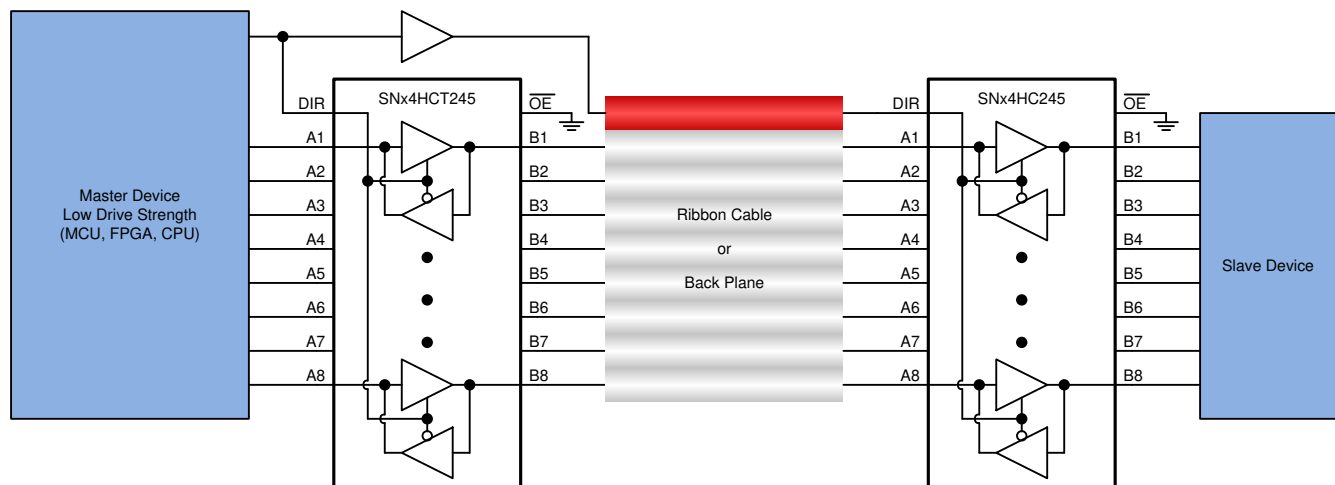 SNx4HCT245
SNx4HC245
DIR
OE
DIR
OE
A1
B1
A1
B1
A2
B2
A2
B2
Master Device
Low Drive Strength
(MCU, FPGA, CPU)
A3
B3
Ribbon Cable
A3
B3
A4
B4
or
A4
B4
Slave Device
A5
B5
Back Plane
A5
B5
A6
B6
A6
B6
A7
B7
A7
B7
A8
B8
A8
B8